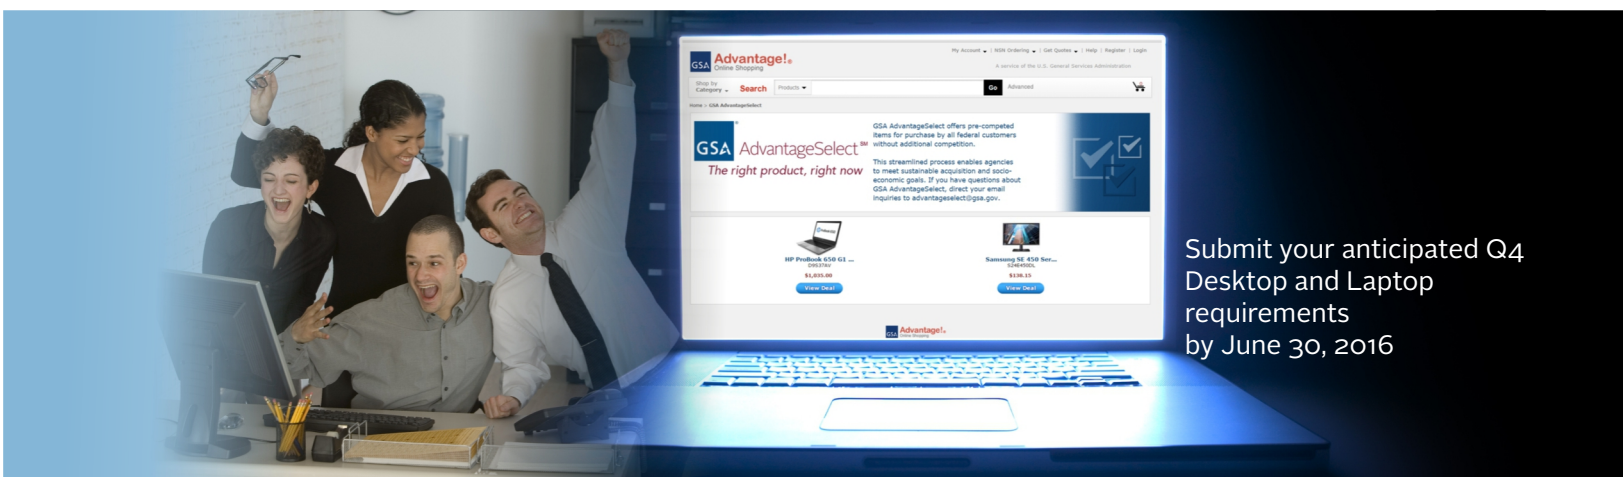 GSA Advantage!®
Online Shopping
My Account | NSN Ordering | Get Quotes | Help | Register | Login
A service of the U.S. General Services Administration
Shop by
Category
Search
Products
Go
Advanced
Home > GSA AdvantageSelect
GSA AdvantageSelect℠
The right product, right now
GSA AdvantageSelect offers pre-competed
items for purchase by all federal customers
without additional competition.
This streamlined process enables agencies
to meet sustainable acquisition and socio-
economic goals. If you have questions about
GSA AdvantageSelect, direct your email
inquiries to advantageselect@gsa.gov.
HP ProBook 650 G1 ...
$1,035.00
View Deal
Samsung SE 450 Ser...
S24E450DL
$136.15
View Deal
GSA Advantage!®
Online Shopping
Submit your anticipated Q4
Desktop and Laptop
requirements
by June 30, 2016